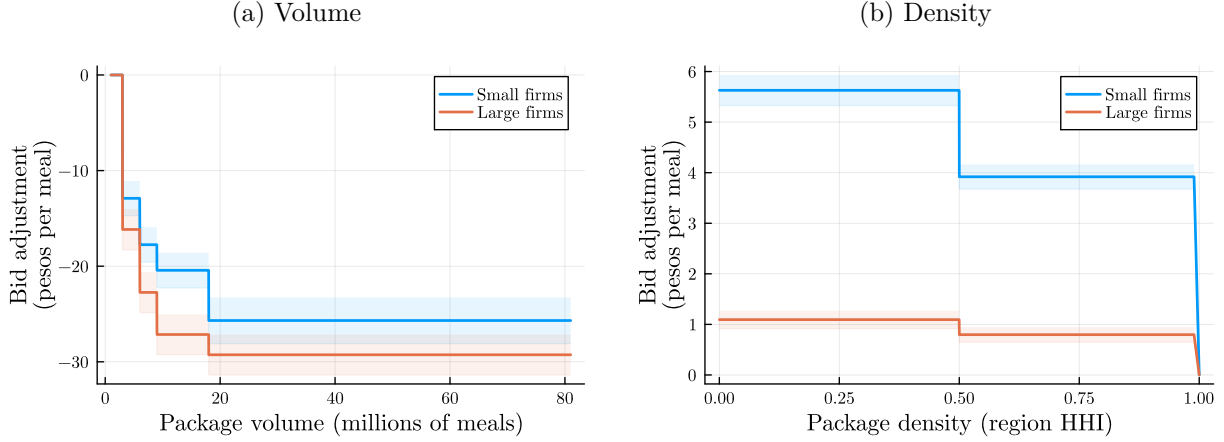 (a) Volume
0
−10
−20
−30
Bid adjustment
(pesos per meal)
Small firms
Large firms
0
20
40
60
80
Package volume (millions of meals)
(b) Density
6
5
4
3
2
1
0
Bid adjustment
(pesos per meal)
Small firms
Large firms
0.00
0.25
0.50
0.75
1.00
Package density (region HHI)